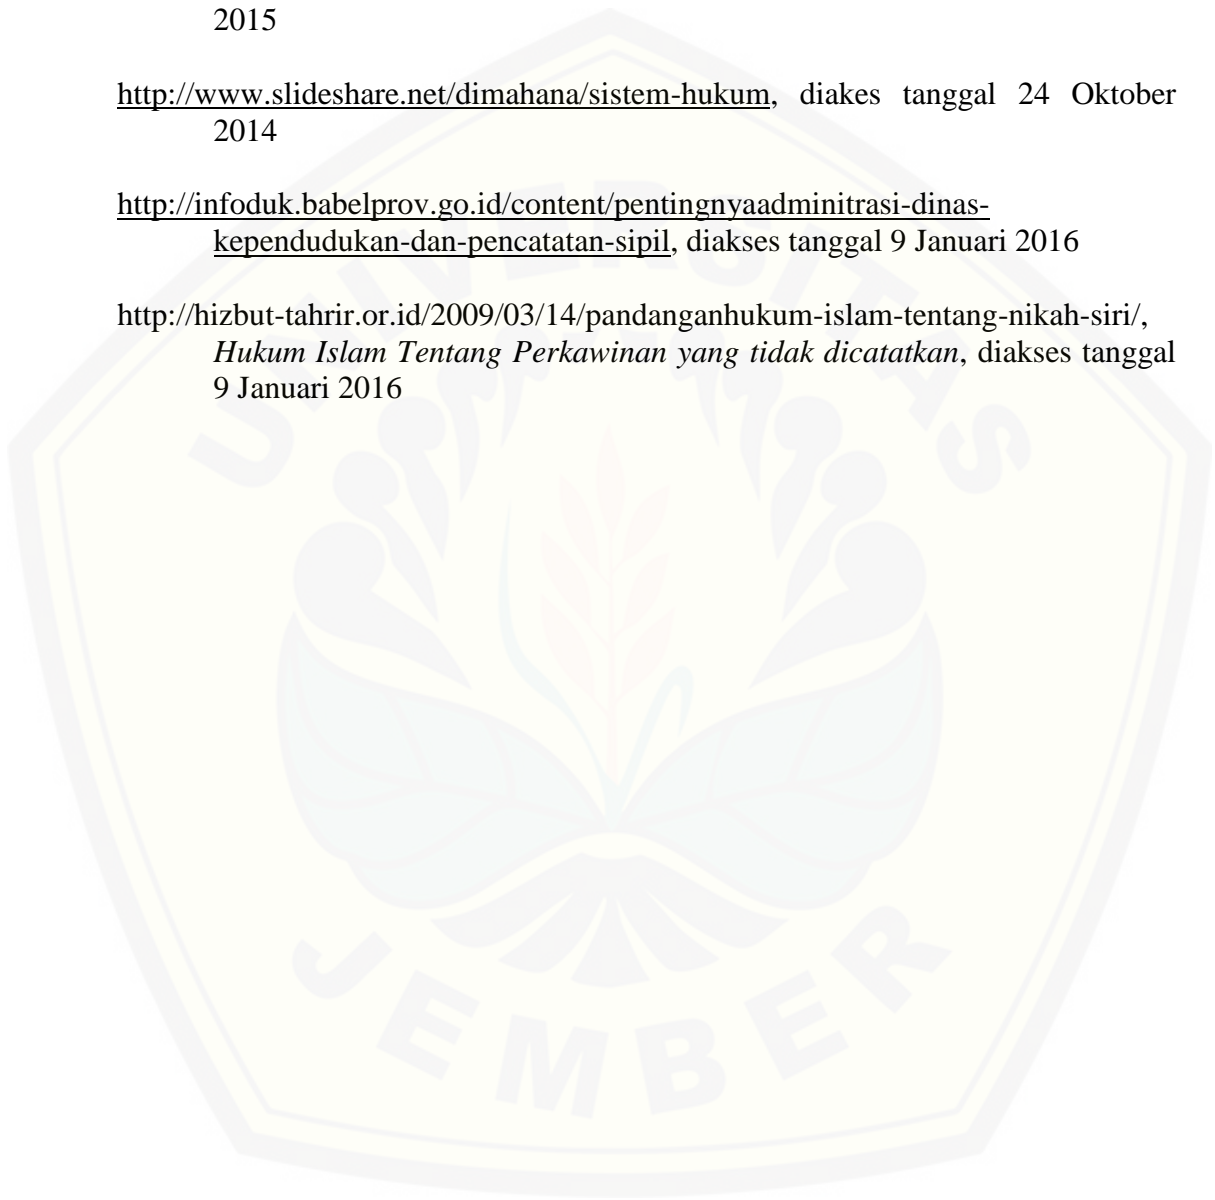 2015
http://www.slideshare.net/dimahana/sistem-hukum, diakes tanggal 24 Oktober
2014
http://infoduk.babelprov.go.id/content/pentingnyaadminitrasi-dinas-
kependudukan-dan-pencatatan-sipil, diakses tanggal 9 Januari 2016
http://hizbut-tahrir.or.id/2009/03/14/pandanganhukum-islam-tentang-nikah-siri/,
Hukum Islam Tentang Perkawinan yang tidak dicatatkan, diakses tanggal
9 Januari 2016
UNIVERSITAS
JEMBER